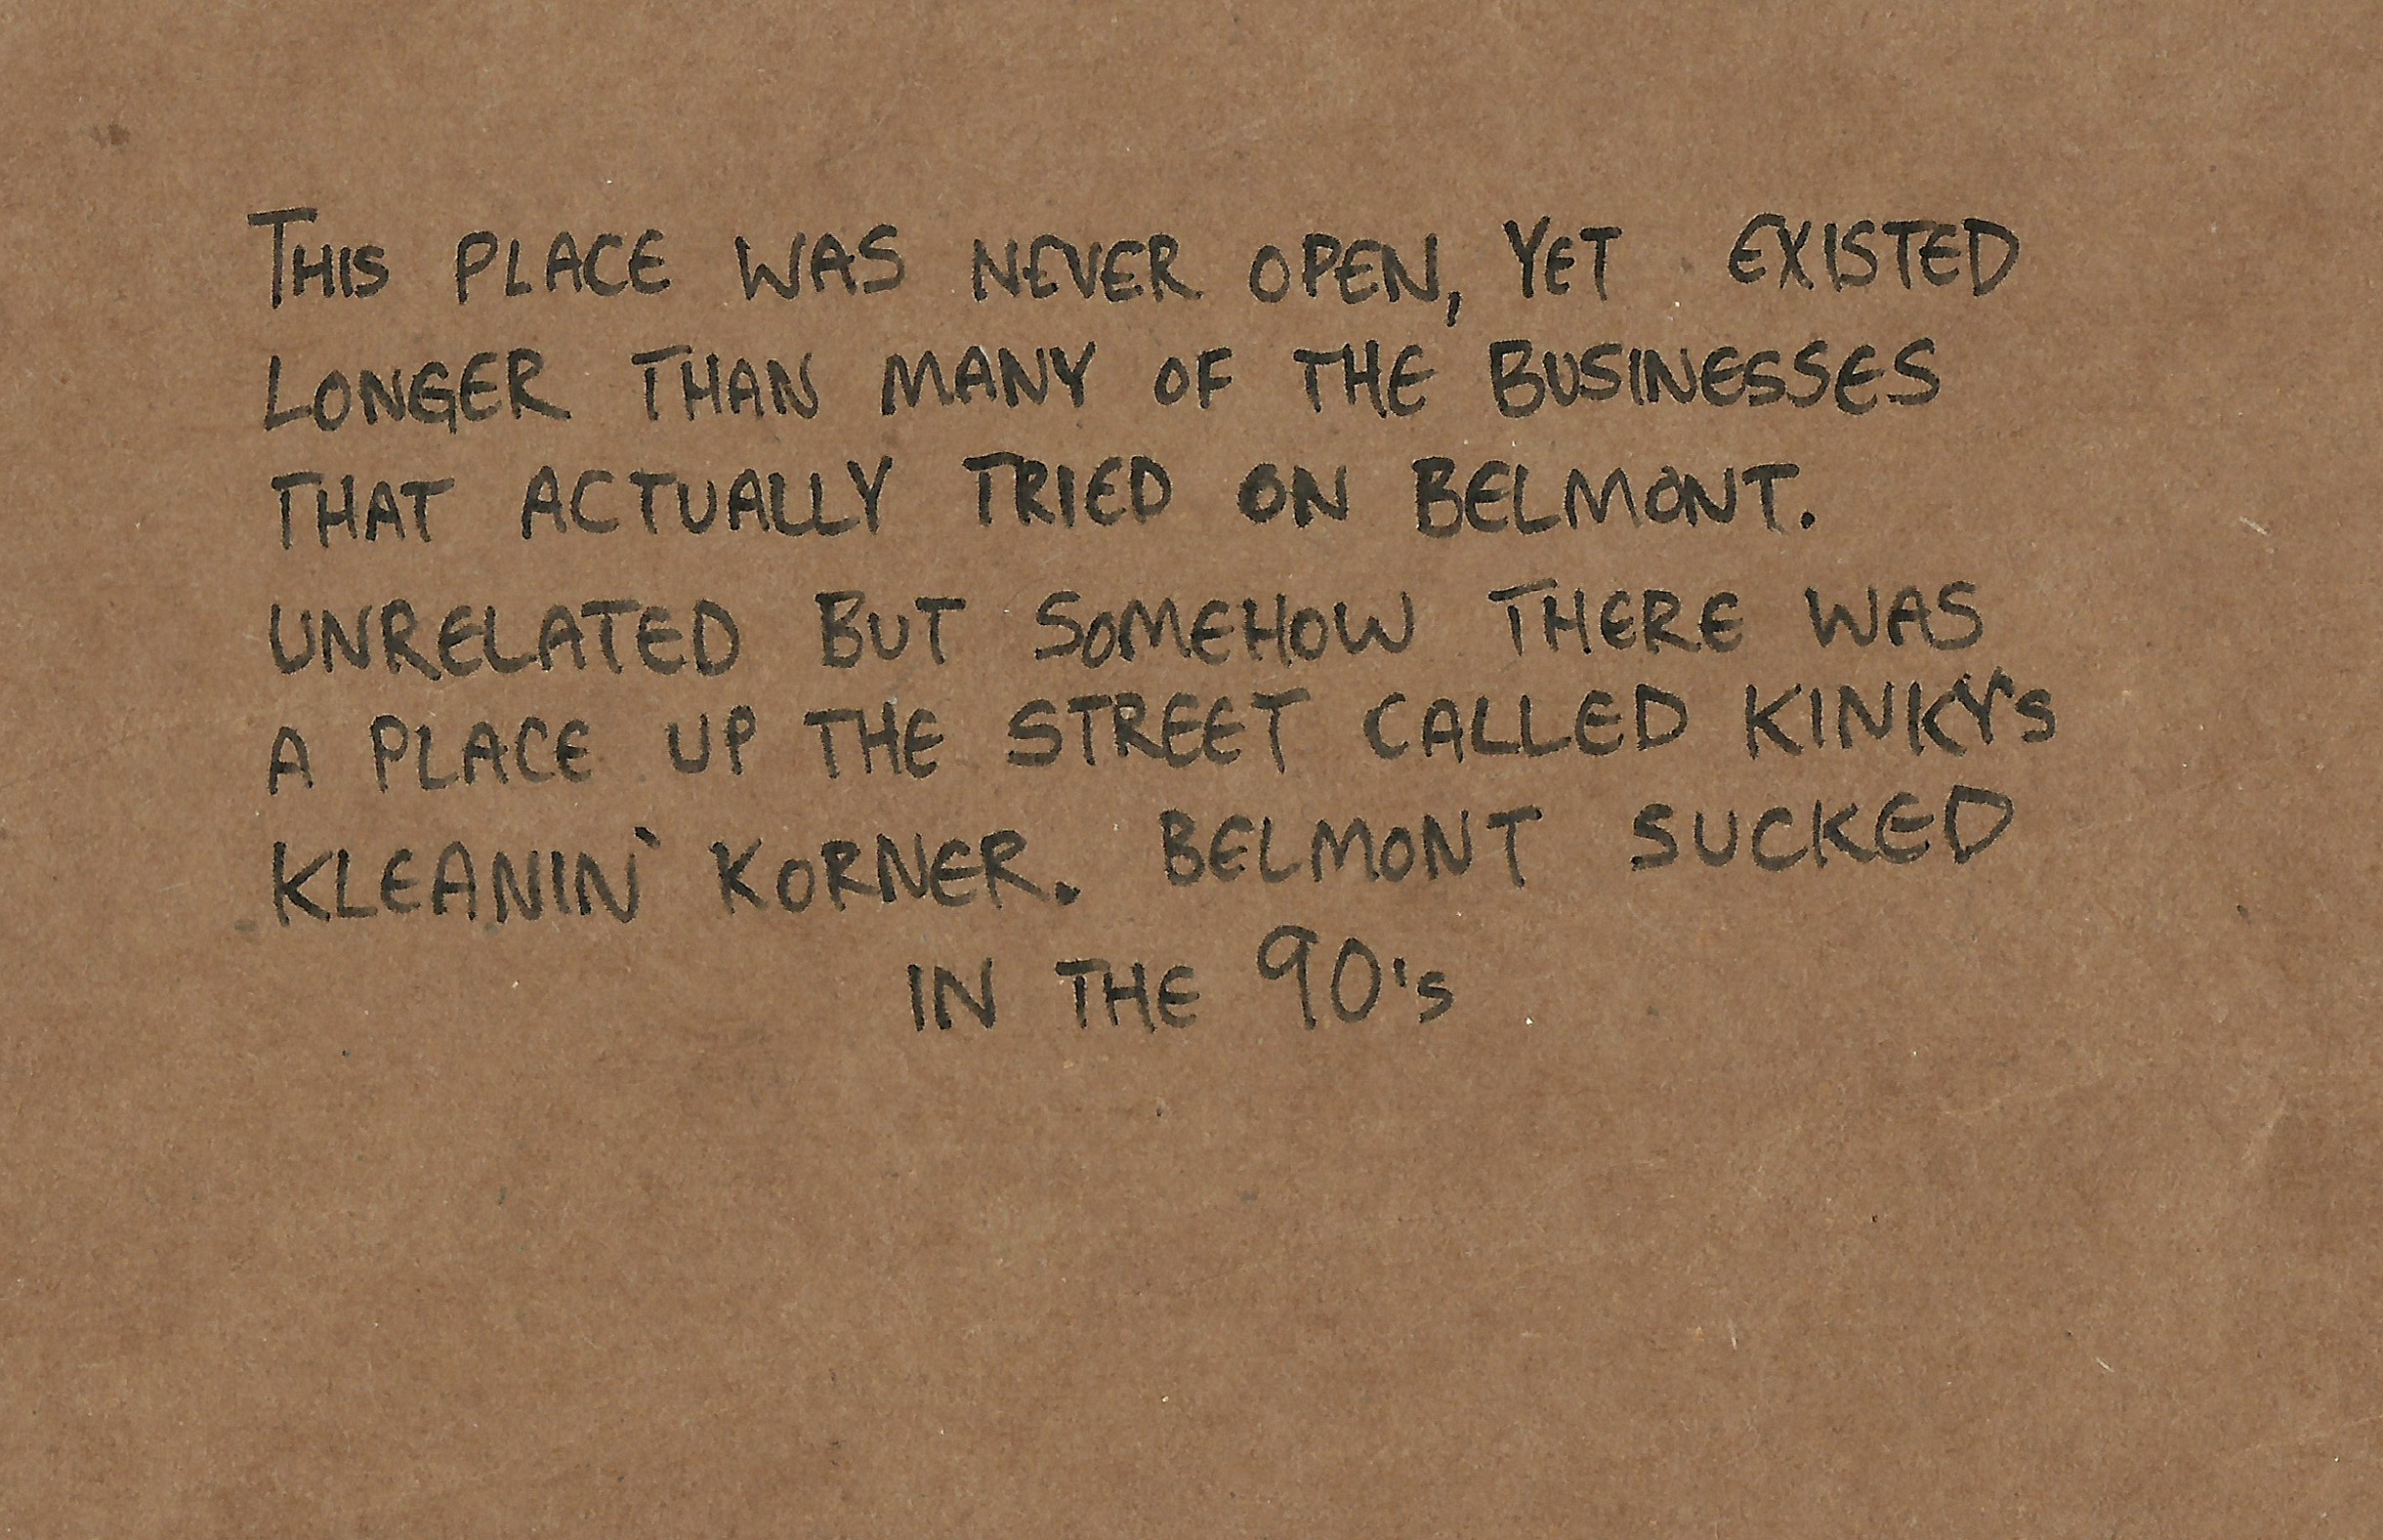 THIS PLACE WAS NEVER OPEN, YET EXISTED
LONGER THAN MANY OF THE BUSINESSES
THAT ACTUALLY TRIED ON BELMONT.
UNRELATED BUT SOMEHOW THERE WAS
A PLACE UP THE STREET CALLED KINKY'S
KLEANIN' KORNER. BELMONT SUCKED
IN THE 90's